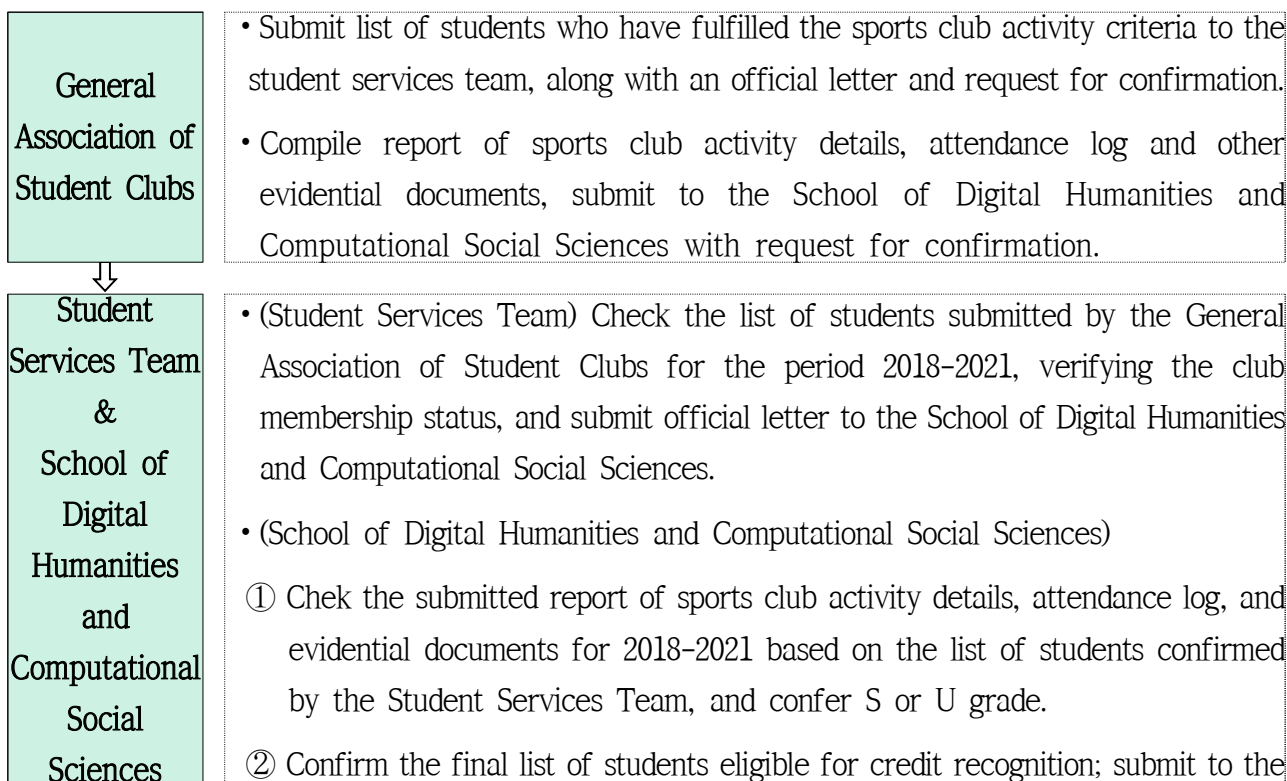 General
Association of
Student Clubs
• Submit list of students who have fulfilled the sports club activity criteria to the
student services team, along with an official letter and request for confirmation.
• Compile report of sports club activity details, attendance log and other
evidential documents, submit to the School of Digital Humanities and
Computational Social Sciences with request for confirmation.
⇩
Student
Services Team
&
School of
Digital
Humanities
and
Computational
Social
Sciences
• (Student Services Team) Check the list of students submitted by the General
Association of Student Clubs for the period 2018-2021, verifying the club
membership status, and submit official letter to the School of Digital Humanities
and Computational Social Sciences.
• (School of Digital Humanities and Computational Social Sciences)
① Chek the submitted report of sports club activity details, attendance log, and
evidential documents for 2018-2021 based on the list of students confirmed
by the Student Services Team, and confer S or U grade.
② Confirm the final list of students eligible for credit recognition; submit to the